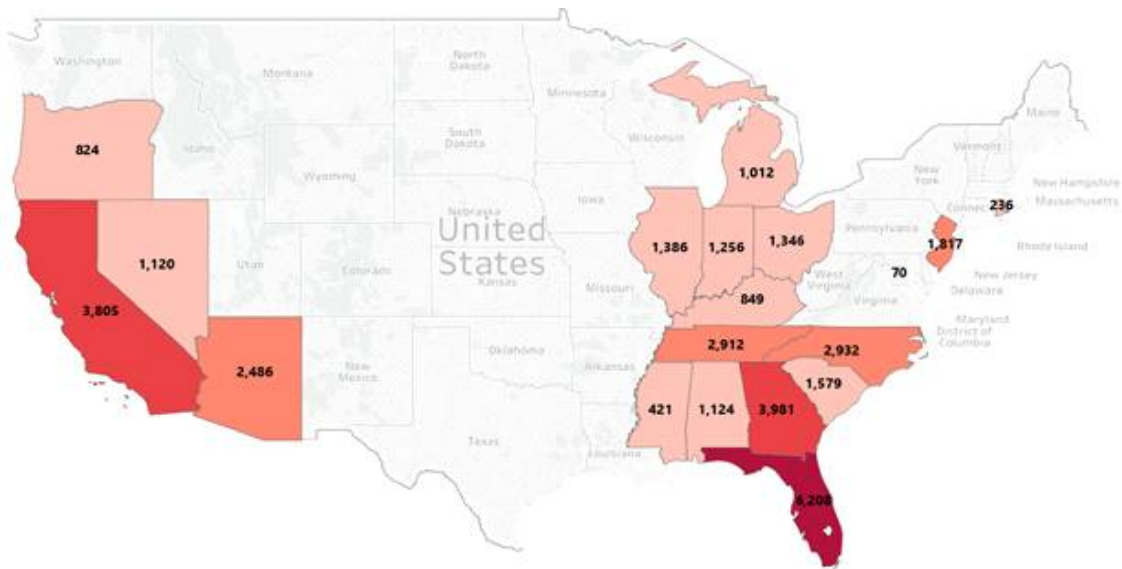 Washington
Montana
North
Dakota
Minnesota
Maine
Vermont
824
Idaho
South
Dakota
Wisconsin
1,012
New
York
New Hampshire
Wyoming
236
Massachusetts
Connec
Iowa
Nebraska
1,120
Utah
United
States
Colorado
Kansas
1,386
1,256
1,346
Pennsylvania
1,817
Rhode Island
3,805
Missouri
West
Virginia
70
New Jersey
Delaware
849
Virginia
Maryland
District of
Columbia
2,486
New
Mexico
Oklahoma
Arkansas
2,912
2,932
1,579
421
1,124
3,981
Texas
Louisiana
6,208